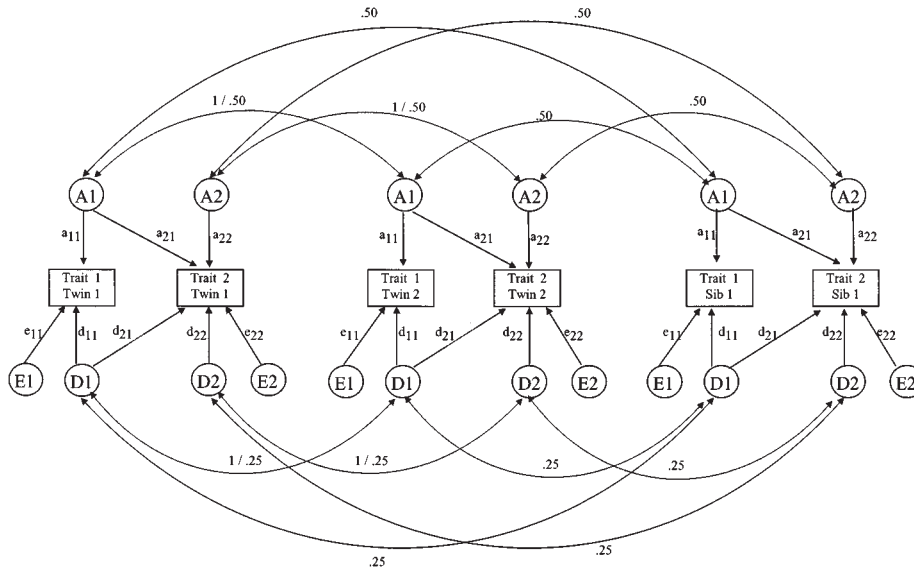 .50
1 / .50
.50
1 / .50
.50
A1 A2 A1 A2 A1 A2
a11 a21 a22 a11 a21 a22 a11 a21 a22
Trait 1 Trait 2 Trait 1 Trait 2 Trait 1 Trait 2
Twin 1 Twin 1 Twin 2 Twin 2 Sib 1 Sib 1
e11 d11 d21 d22 e22 e11 d11 d21 d22 e22 e11 d11 d21 d22 e22
E1 D1 D2 E2 E1 D1 D2 E2 E1 D1 D2 E2
1 / .25 1 / .25 .25 .25
.25
.25